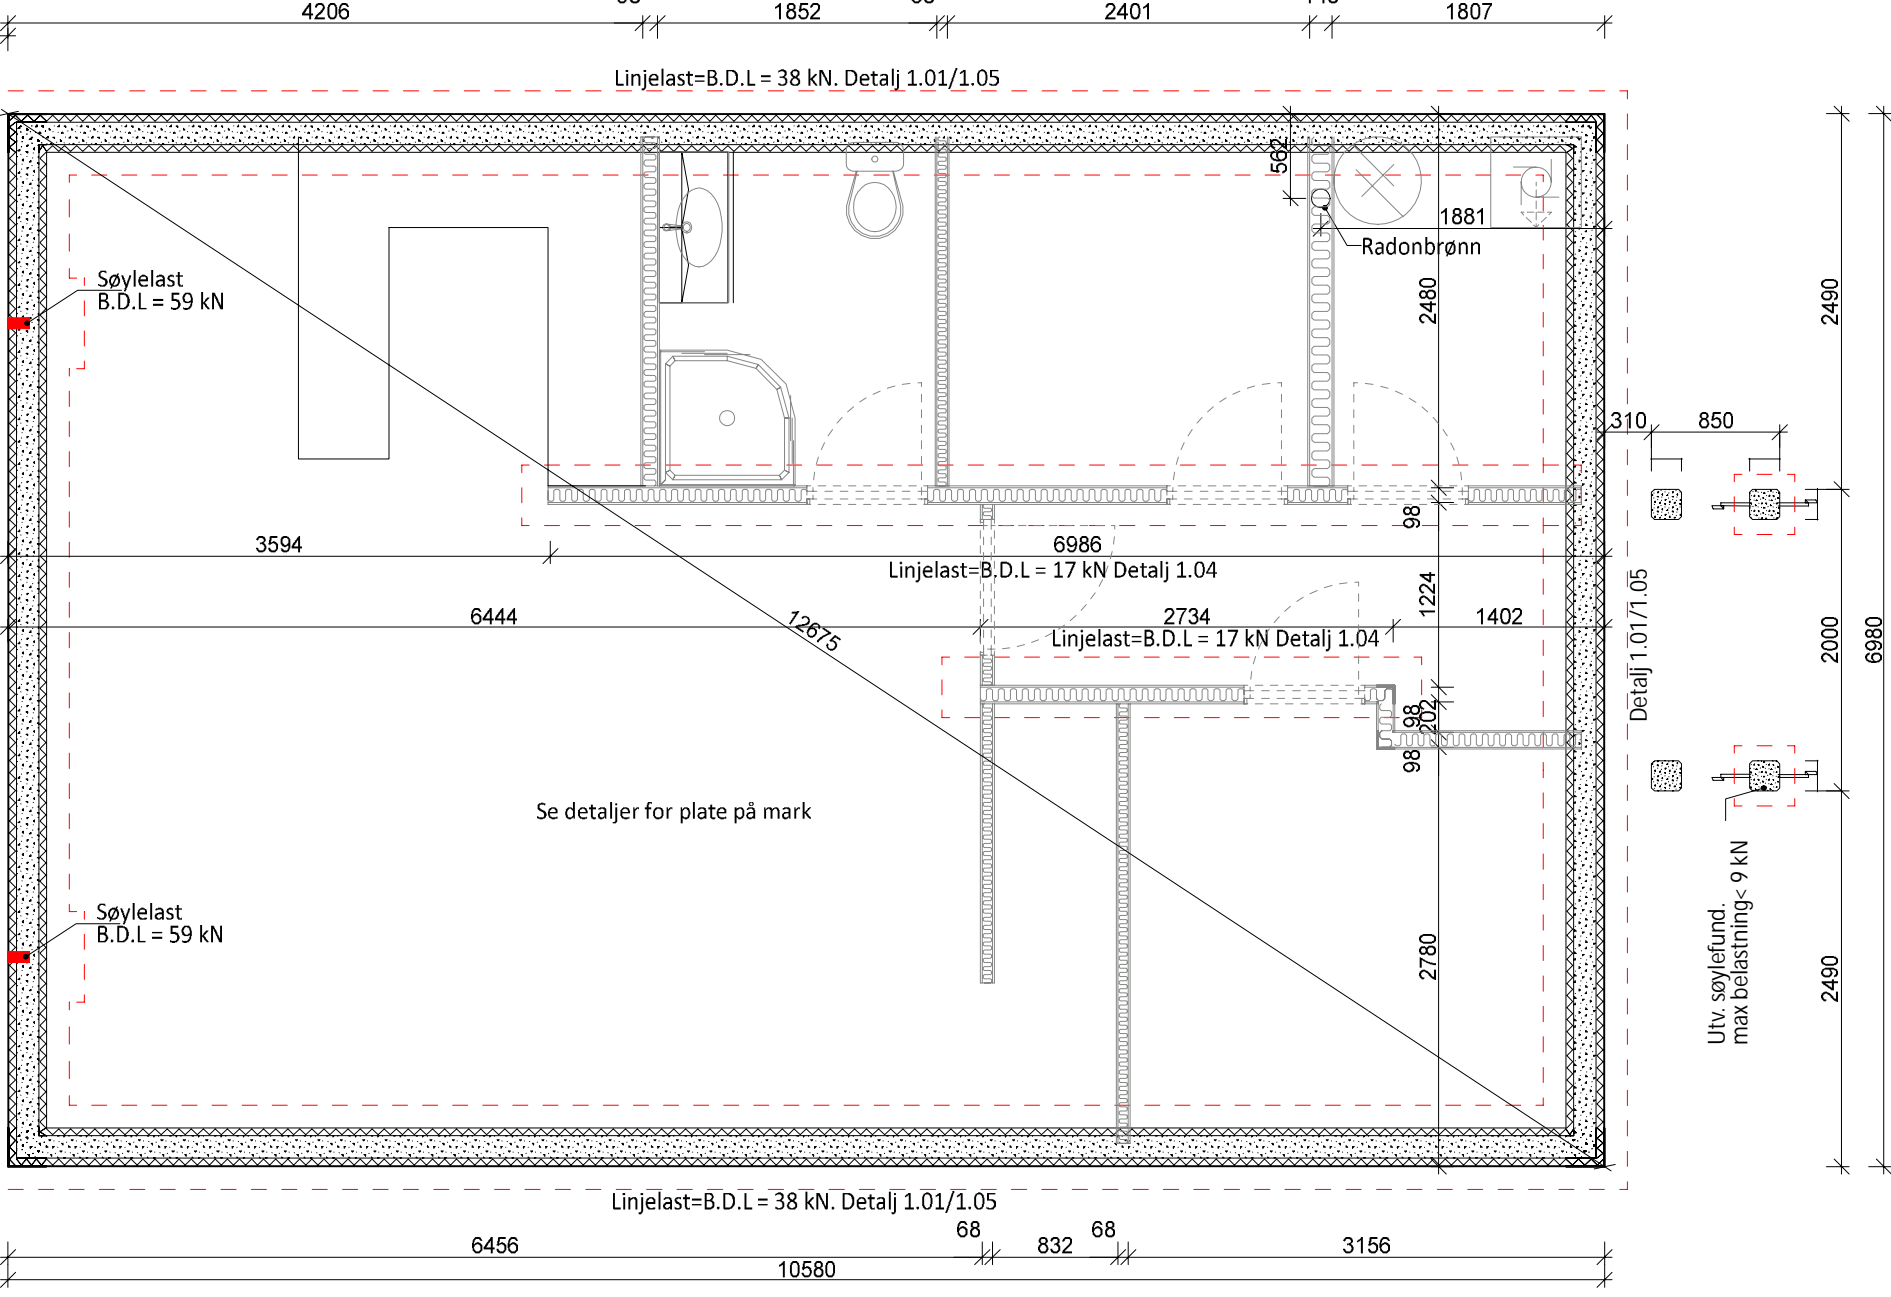 4206
1852
2401
1807
Linjelast=B.D.L = 38 kN. Detalj 1.01/1.05
562
1881
Radonbrønn
Søylelast
B.D.L = 59 kN
2480
2490
310
850
98
3594
6986
Linjelast=B.D.L = 17 kN Detalj 1.04
1224
6444
12675
2734
1402
Linjelast=B.D.L = 17 kN Detalj 1.04
Detalj 1.01/1.05
2000
6980
98
202
98
Se detaljer for plate på mark
Utv. søylefund.
max belastning< 9 kN
Søylelast
B.D.L = 59 kN
2780
2490
Linjelast=B.D.L = 38 kN. Detalj 1.01/1.05
68
68
6456
832
3156
10580